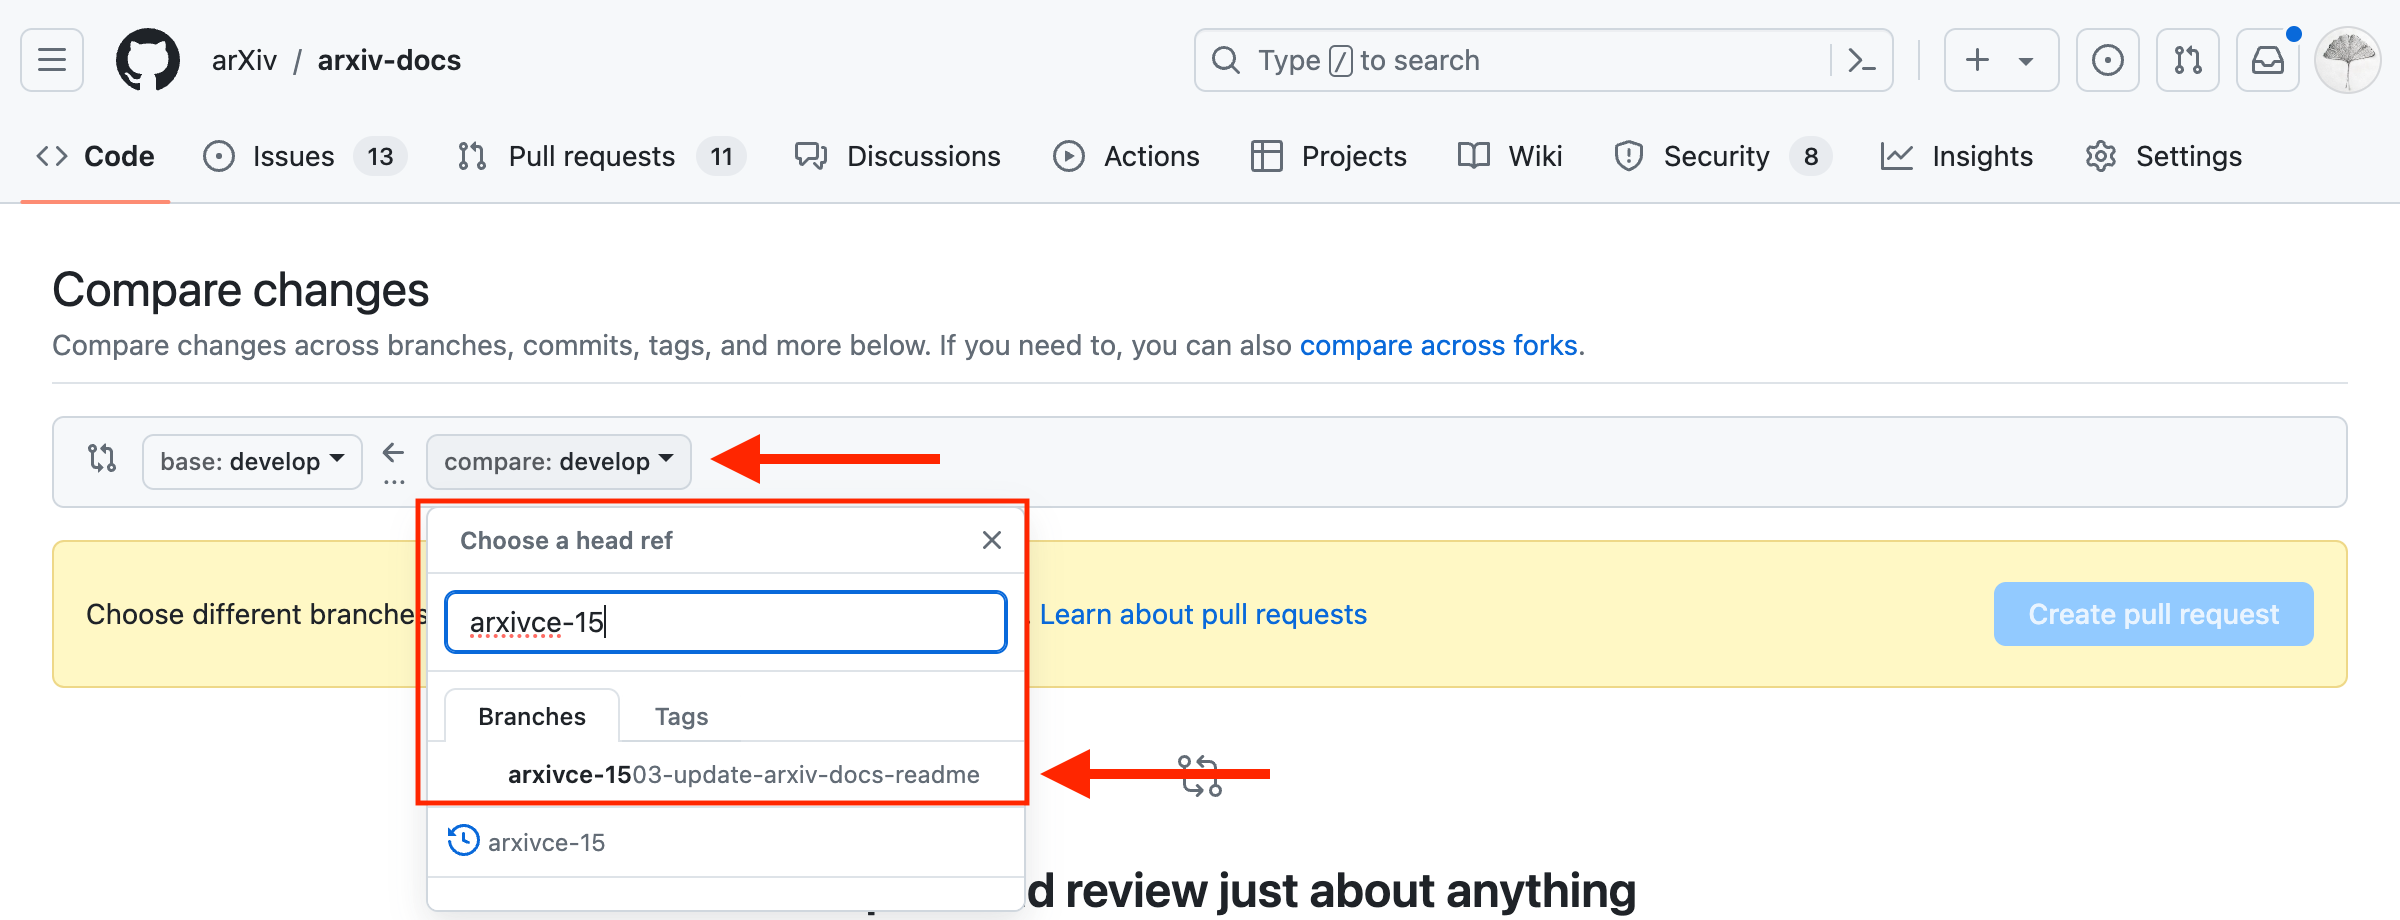 arXiv / arxiv-docs
Type / to search
Code
Issues 13
Pull requests 11
Discussions
Actions
Projects
Wiki
Security 8
Insights
Settings
Compare changes
Compare changes across branches, commits, tags, and more below. If you need to, you can also compare across forks.
base: develop
...
compare: develop
Choose a head ref
Choose different branches
arxivce-15
. Learn about pull requests
Create pull request
Branches
Tags
arxivce-1503-update-arxiv-docs-readme
arxivce-15
d review just about anything